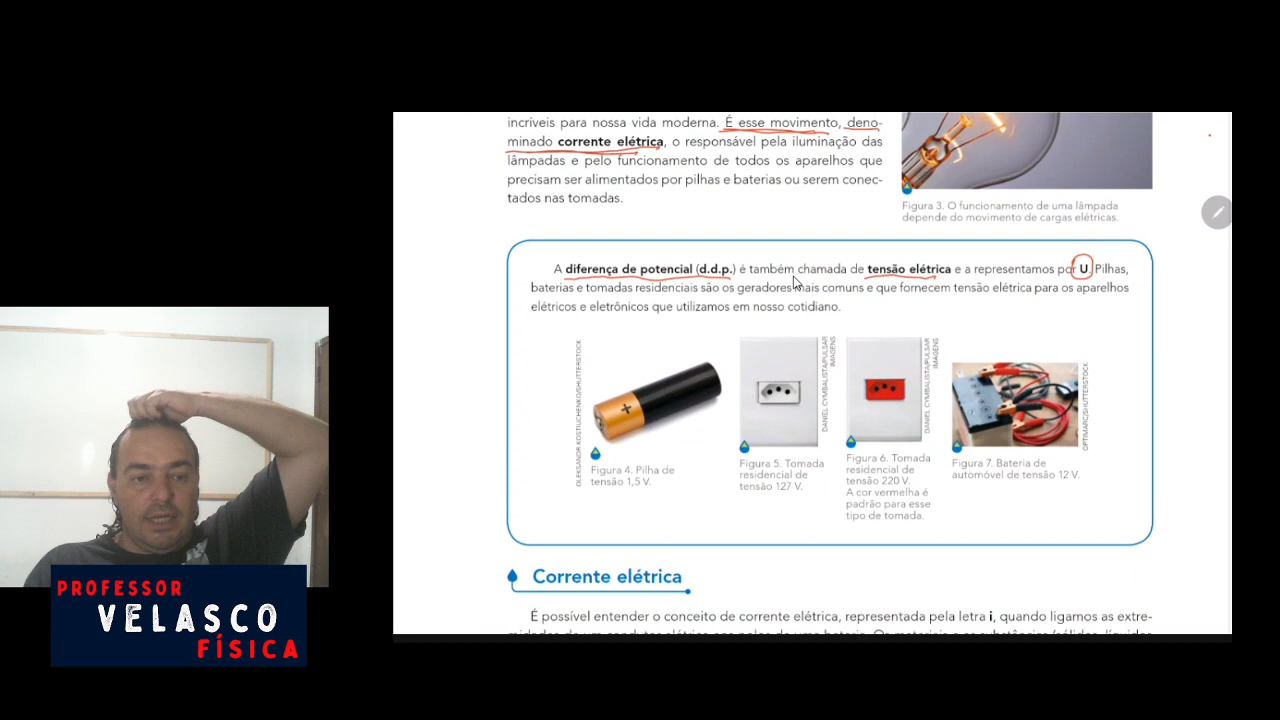 incríveis para nossa vida moderna. É esse movimento, deno-
minado corrente elétrica, o responsável pela iluminação das
lâmpadas e pelo funcionamento de todos os aparelhos que
precisam ser alimentados por pilhas e baterias ou serem conec-
tados nas tomadas.
Figura 3. O funcionamento de uma lâmpada
depende do movimento de cargas elétricas.
A diferença de potencial (d.d.p.) é também chamada de tensão elétrica e a representamos por U. Pilhas,
baterias e tomadas residenciais são os geradores mais comuns e que fornecem tensão elétrica para os aparelhos
elétricos e eletrônicos que utilizamos em nosso cotidiano.
OLEKSANDR KOSTIUCHENKO/SHUTTERSTOCK
Figura 4. Pilha de
tensão 1,5 V.
DANIEL CYMBALISTA/PULSAR
IMAGENS
Figura 5. Tomada
residencial de
tensão 127 V.
DANIEL CYMBALISTA/PULSAR
IMAGENS
Figura 6. Tomada
residencial de
tensão 220 V.
A cor vermelha é
padrão para esse
tipo de tomada.
OPTIMARC/SHUTTERSTOCK
Figura 7. Bateria de
automóvel de tensão 12 V.
Corrente elétrica
É possível entender o conceito de corrente elétrica, representada pela letra i, quando ligamos as extre-
PROFESSOR
VELASCO
FÍSICA